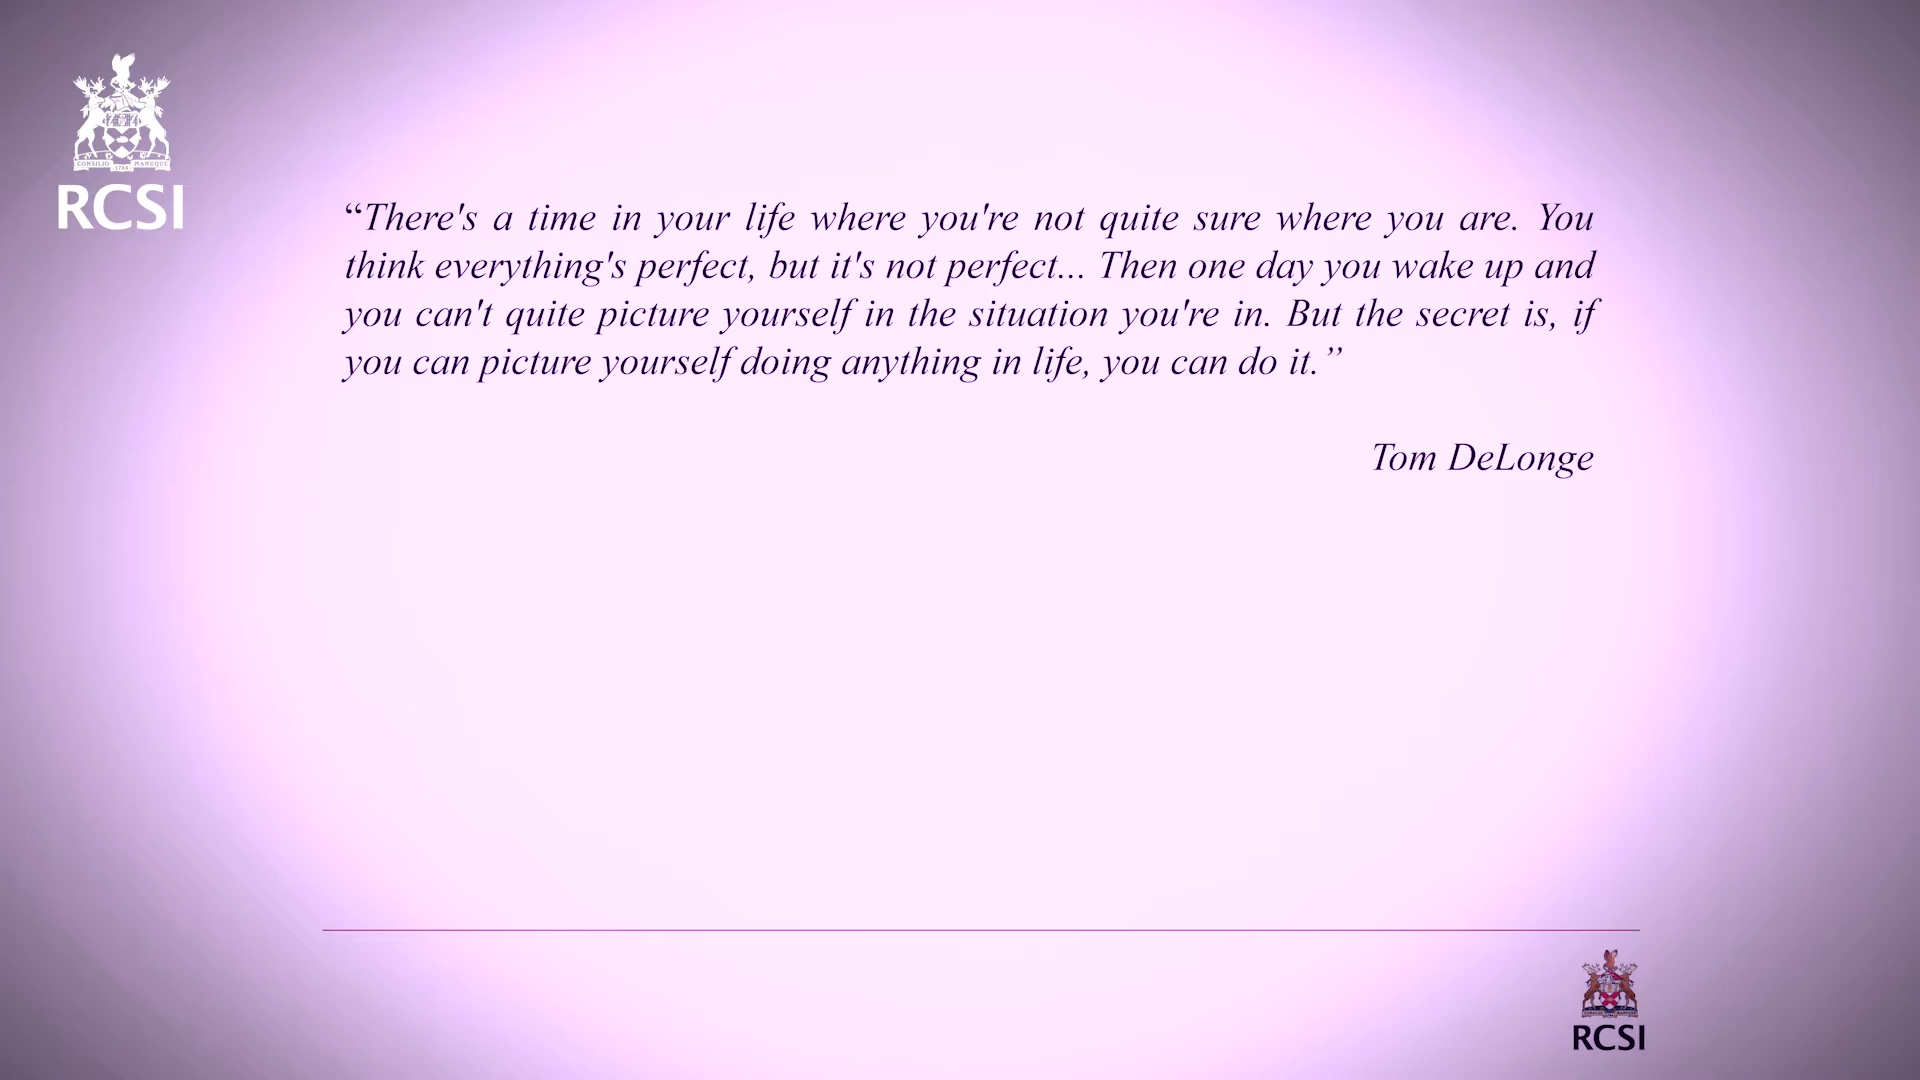 CONSILIO MANUQUE
1784
RCSI
“There's a time in your life where you're not quite sure where you are. You
think everything's perfect, but it's not perfect... Then one day you wake up and
you can't quite picture yourself in the situation you're in. But the secret is, if
you can picture yourself doing anything in life, you can do it.”
Tom DeLonge
RCSI